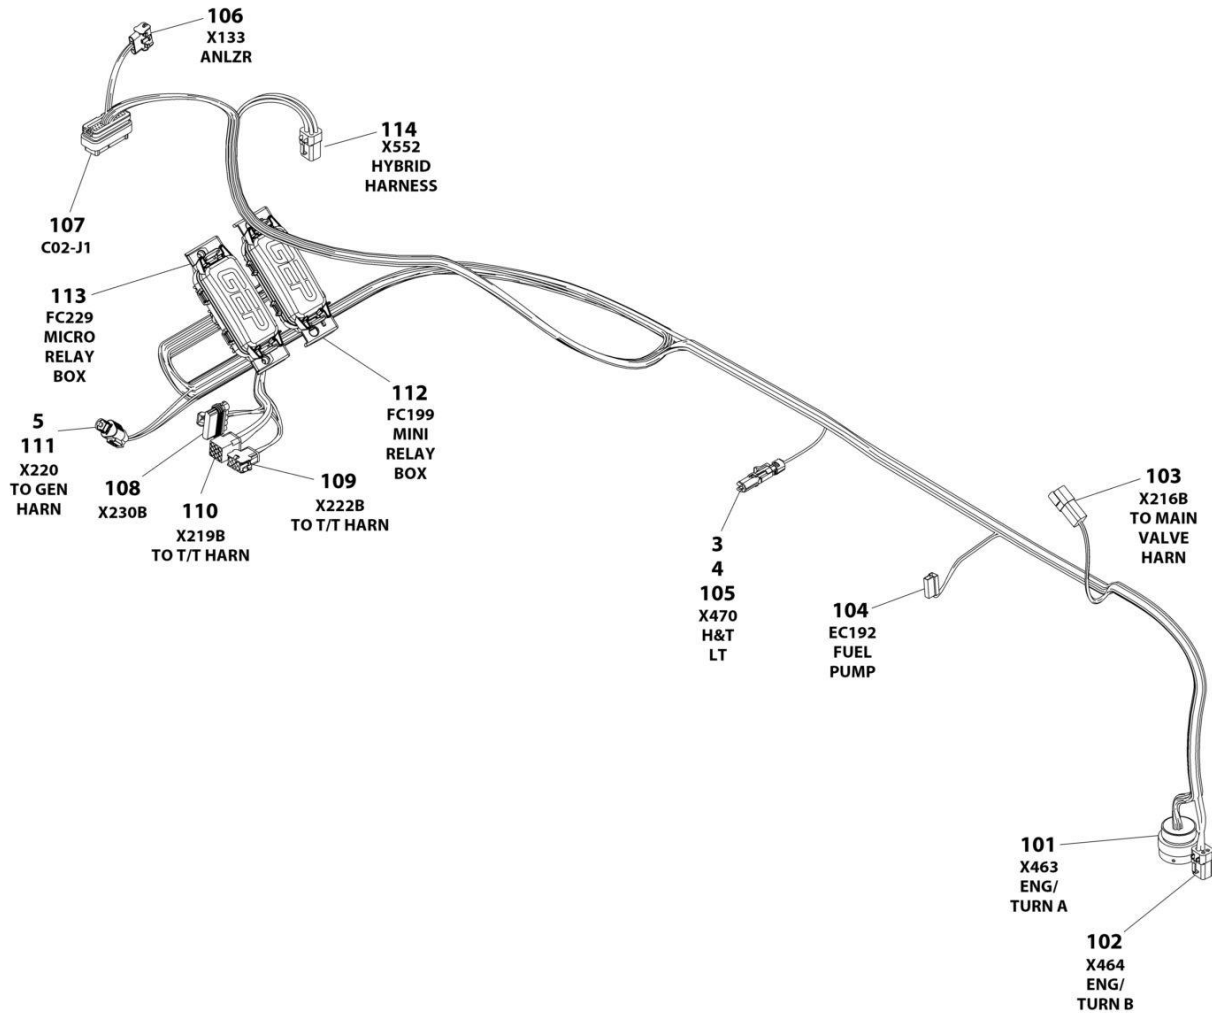 106
X133
ANLZR
114
X552
HYBRID
HARNESS
107
C02-J1
GEP
GEP
113
FC229
MICRO
RELAY
BOX
112
FC199
MINI
RELAY
BOX
5
111
X220
TO GEN
HARN
108
X230B
110
X219B
TO T/T HARN
109
X222B
TO T/T HARN
3
4
105
X470
H&T
LT
104
EC192
FUEL
PUMP
103
X216B
TO MAIN
VALVE
HARN
101
X463
ENG/
TURN A
102
X464
ENG/
TURN B